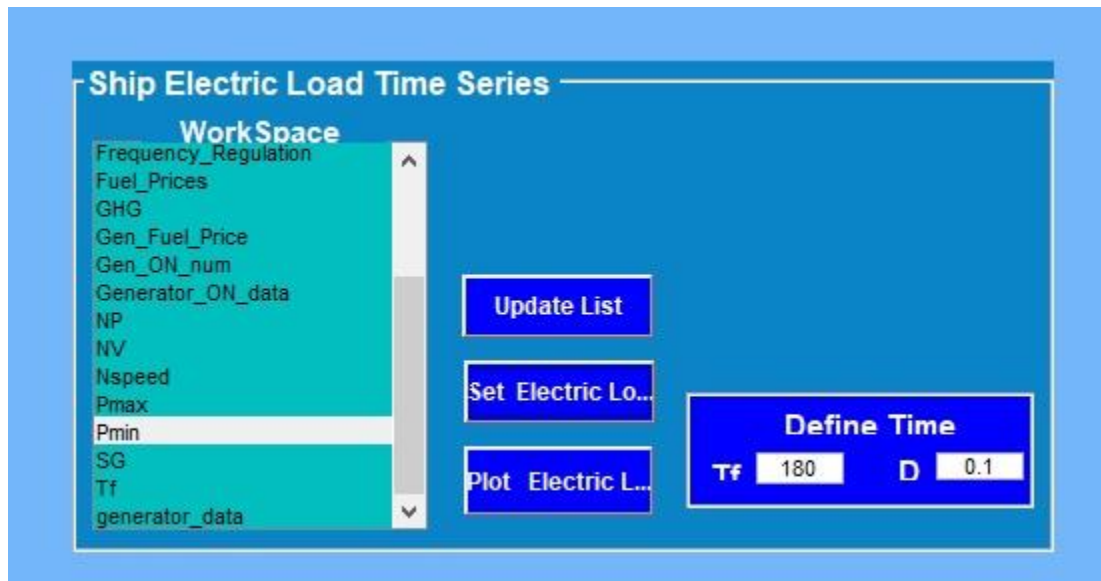 Ship Electric Load Time Series
WorkSpace
Frequency_Regulation
Fuel_Prices
GHG
Gen_Fuel_Price
Gen_ON_num
Generator_ON_data
NP
NV
Nspeed
Pmax
Pmin
SG
Tf
generator_data
Update List
Set Electric Lo...
Plot Electric L...
Define Time
Tf 180 D 0.1